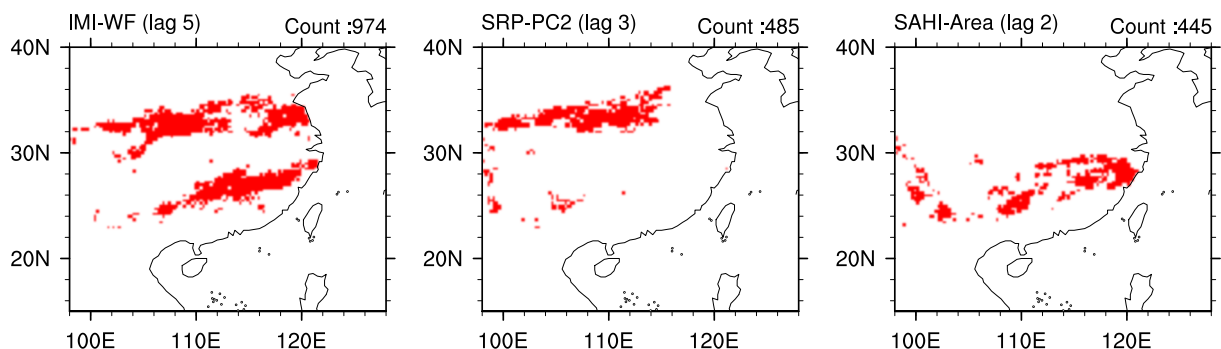 IMI-WF (lag 5) Count :974 SRP-PC2 (lag 3) Count :485 SAHI-Area (lag 2) Count :445
40N 40N 40N
30N 30N 30N
20N 20N 20N
100E 110E 120E 100E 110E 120E 100E 110E 120E